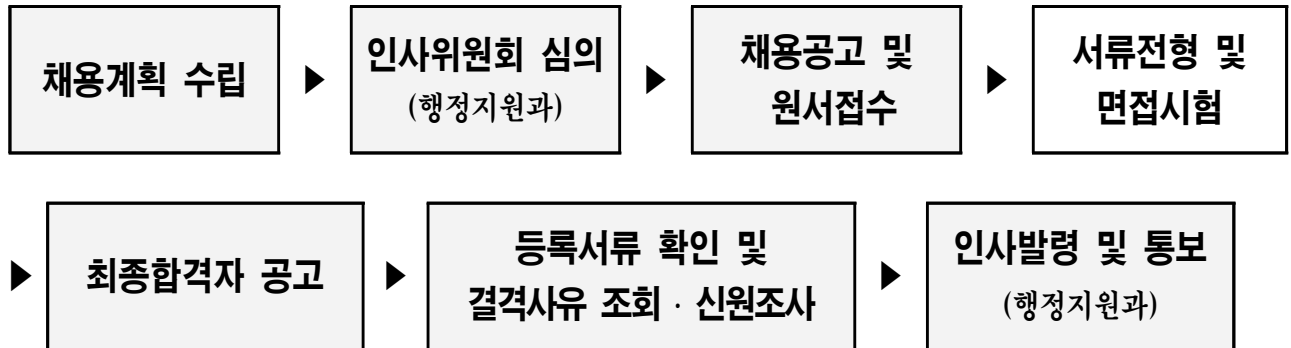 채용계획 수립
▶
인사위원회 심의
(행정지원과)
▶
채용공고 및
원서접수
▶
서류전형 및
면접시험
▶
최종합격자 공고
▶
등록서류 확인 및
결격사유 조회 · 신원조사
▶
인사발령 및 통보
(행정지원과)